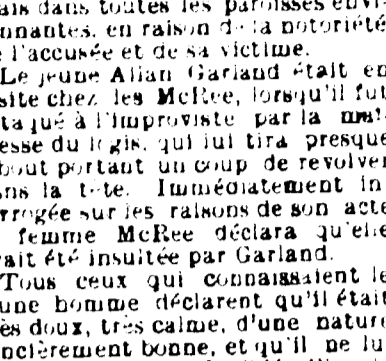 ais dans toutes les paroisses envi-
nnantes, en raison de la notoriété
e l'accusée et de sa victime.
Le jeune Allan Garland était en
site chez les McRee, lorsqu'il fut
taqué à l'improviste par la maî-
esse du logis, qui lui tira presque
bout portant un coup de revolver
ans la tête. Immédiatement in
rrogée sur les raisons de son acte
femme McRee déclara qu'elle
vait été insultée par Garland.
Tous ceux qui connaissaient le
une homme déclarent qu'il était
ès doux, très calme, d'une nature
ncièrement bonne, et qu'il ne lu